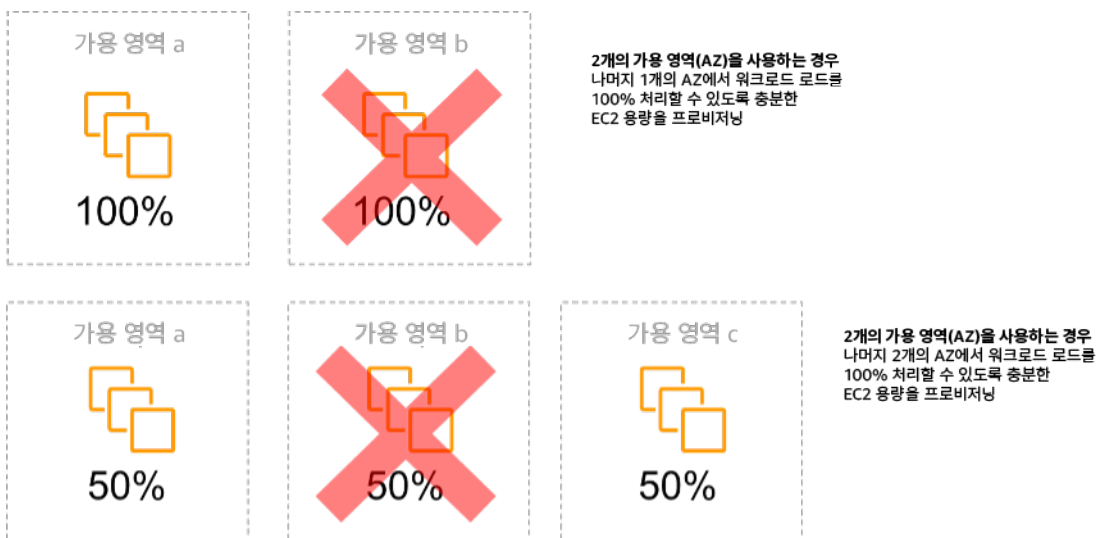 가용 영역 a
가용 영역 b
100%
100%
2개의 가용 영역(AZ)을 사용하는 경우
나머지 1개의 AZ에서 워크로드 로드를
100% 처리할 수 있도록 충분한
EC2 용량을 프로비저닝
가용 영역 a
가용 영역 b
가용 영역 c
50%
50%
50%
2개의 가용 영역(AZ)을 사용하는 경우
나머지 2개의 AZ에서 워크로드 로드를
100% 처리할 수 있도록 충분한
EC2 용량을 프로비저닝